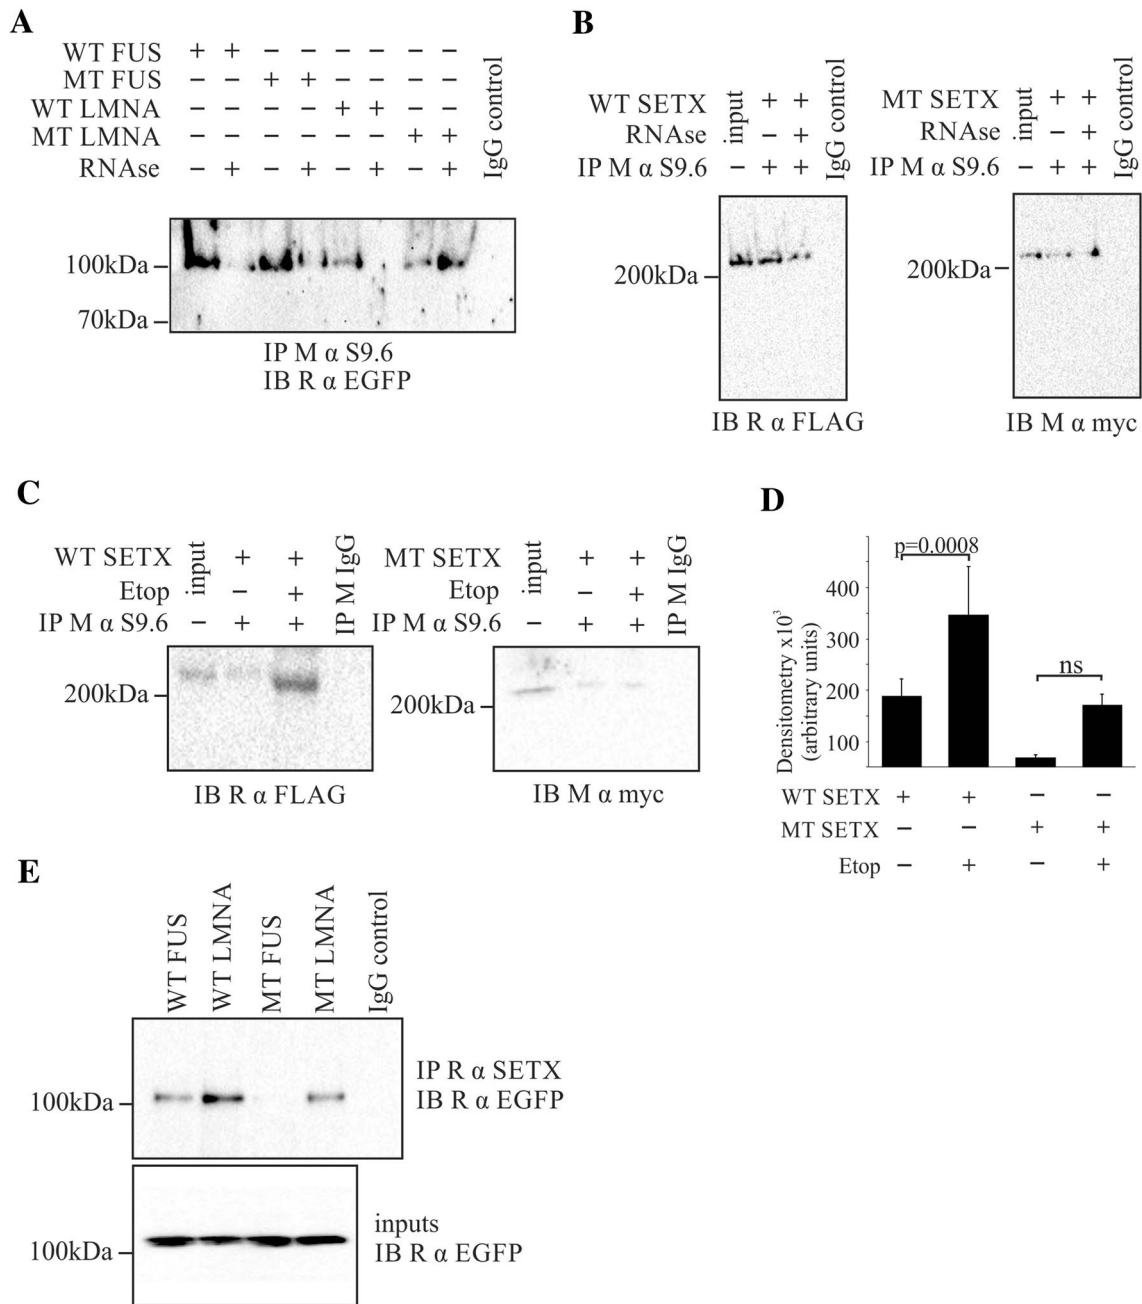 A
WT FUS + + − − − − − −
MT FUS − − + + − − − −
WT LMNA − − − − + + − −
MT LMNA − − − − − − + +
RNAse − + − + − + − +
IgG control
100kDa
70kDa
IP M α S9.6
IB R α EGFP
B
WT SETX + +
RNAse − +
IP M α S9.6 − + +
input
IgG control
200kDa
IB R α FLAG
MT SETX + +
RNAse − +
IP M α S9.6 − + +
input
IgG control
200kDa
IB M α myc
C
WT SETX + +
Etop − +
IP M α S9.6 − + +
input
IP M IgG
200kDa
IB R α FLAG
MT SETX + +
Etop − +
IP M α S9.6 − + +
input
IP M IgG
200kDa
IB M α myc
D
p=0.0008
ns
400
300
200
100
Densitometry x10³
(arbitrary units)
WT SETX + + − −
MT SETX − − + +
Etop − + − +
E
WT FUS
WT LMNA
MT FUS
MT LMNA
IgG control
100kDa
IP R α SETX
IB R α EGFP
100kDa
inputs
IB R α EGFP